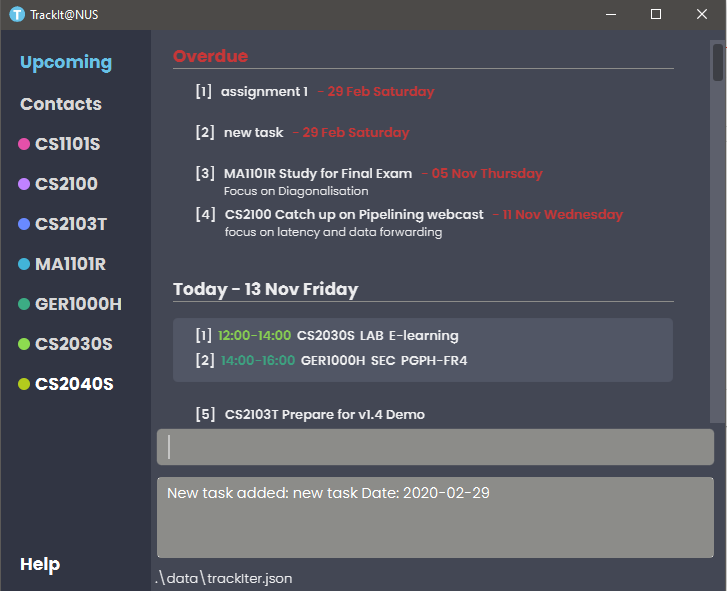 TrackIt@NUS
Upcoming
Contacts
CS1101S
CS2100
CS2103T
MA1101R
GER1000H
CS2030S
CS2040S
Help
Overdue
[1] assignment 1 - 29 Feb Saturday
[2] new task - 29 Feb Saturday
[3] MA1101R Study for Final Exam - 05 Nov Thursday
Focus on Diagonalisation
[4] CS2100 Catch up on Pipelining webcast - 11 Nov Wednesday
focus on latency and data forwarding
Today - 13 Nov Friday
[1] 12:00-14:00 CS2030S LAB E-learning
[2] 14:00-16:00 GER1000H SEC PGPH-FR4
[5] CS2103T Prepare for v1.4 Demo
New task added: new task Date: 2020-02-29
.\data\trackIter.json